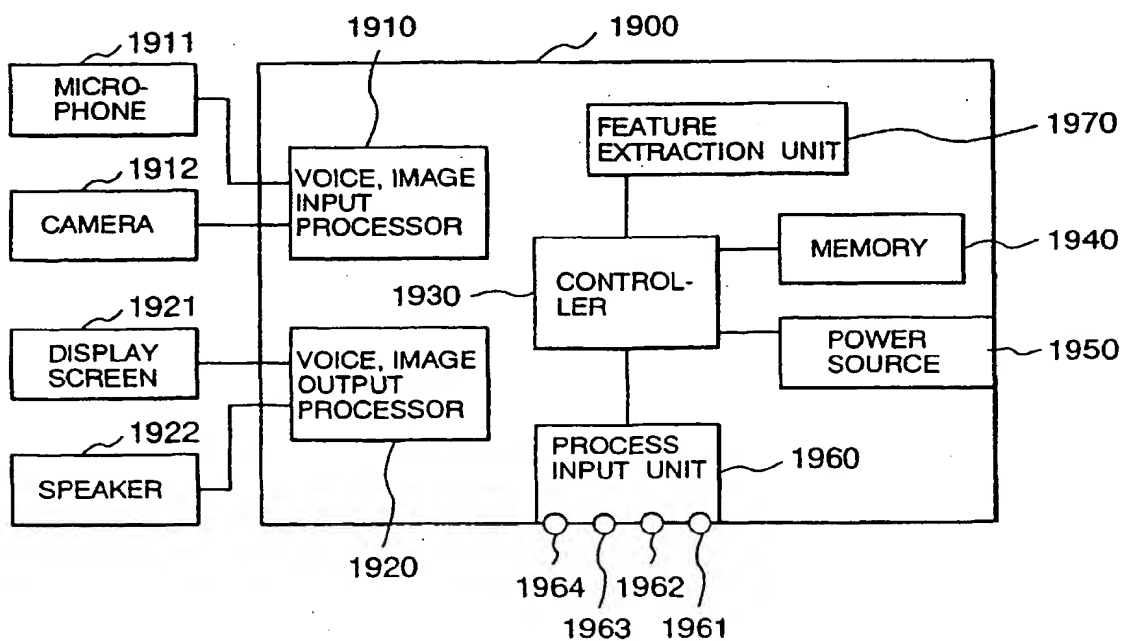 1911
MICRO-
PHONE
1912
CAMERA
1921
DISPLAY
SCREEN
1922
SPEAKER
1910
1900
VOICE, IMAGE
INPUT
PROCESSOR
VOICE, IMAGE
OUTPUT
PROCESSOR
1920
FEATURE
EXTRACTION UNIT
1970
1930
CONTROL-
LER
MEMORY
1940
POWER
SOURCE
1950
PROCESS
INPUT UNIT
1960
1964
1963
1962
1961